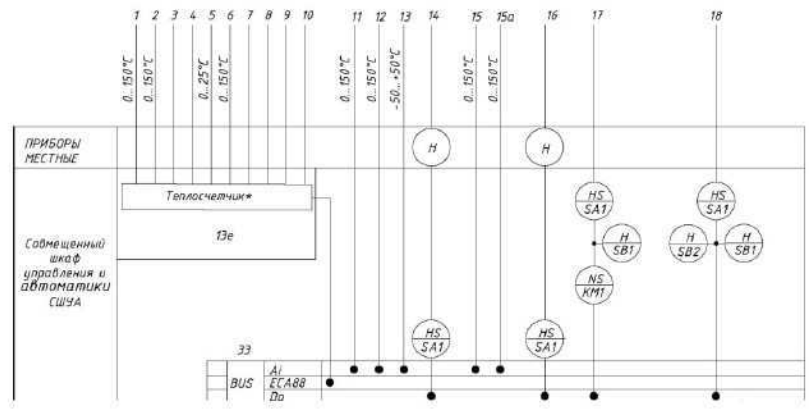 1 2 3 4 5 6 7 8 9 10 11 12 13 14 15 15а 16 17 18
0...150°С 0...150°С 0...25°С 0...150°С 0...150°С 0...150°С -50...+50°С 0...150°С 0...150°С
ПРИБОРЫ
МЕСТНЫЕ
H H
Теплосчетчик*
13е
HS
SA1
HS
SA1
H
SB1
H
SB2
H
SB1
NS
KM1
Совмещенный
шкаф
управления и
автоматики
СШУА
HS
SA1
HS
SA1
33
BUS
Ai
ECA88
Do